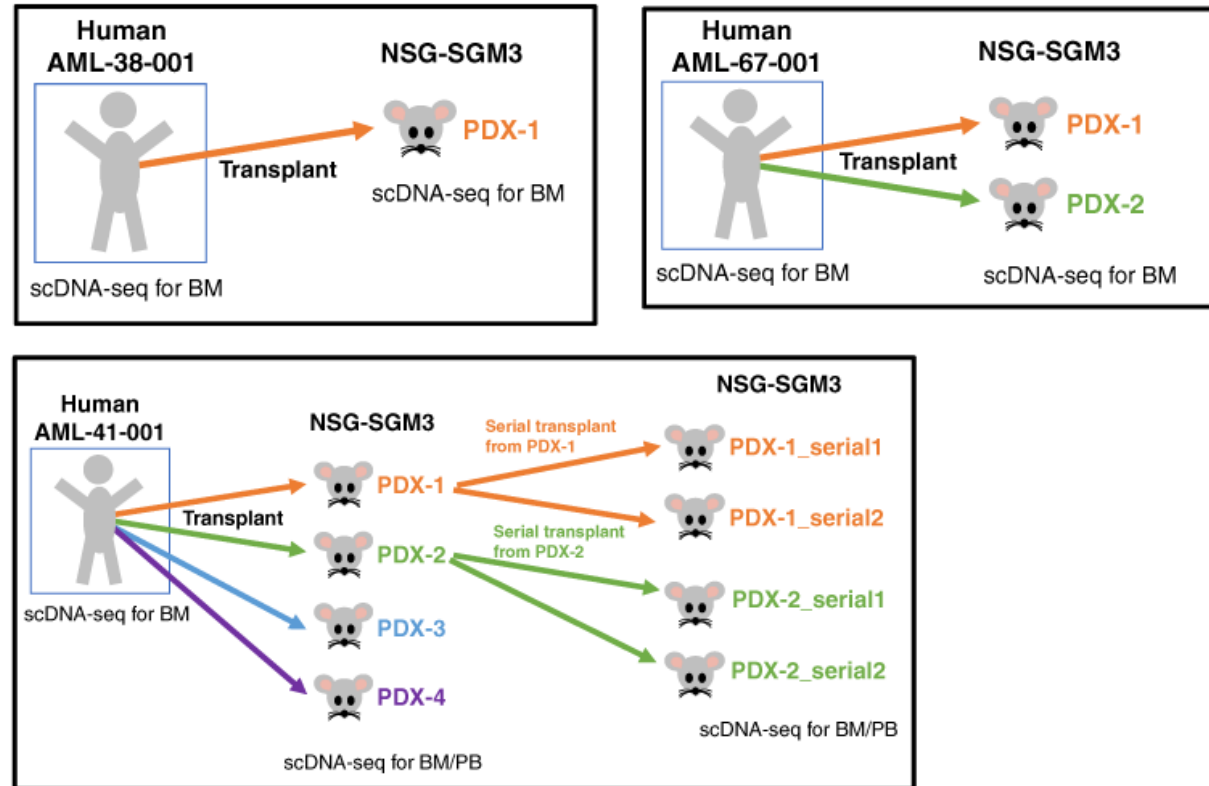 Human
AML-38-001
NSG-SGM3
PDX-1
Transplant
scDNA-seq for BM
scDNA-seq for BM
Human
AML-67-001
NSG-SGM3
PDX-1
Transplant
PDX-2
scDNA-seq for BM
scDNA-seq for BM
Human
AML-41-001
NSG-SGM3
NSG-SGM3
Serial transplant
from PDX-1
PDX-1_serial1
PDX-1
Transplant
PDX-1_serial2
Serial transplant
from PDX-2
PDX-2
PDX-2_serial1
scDNA-seq for BM
PDX-3
PDX-2_serial2
PDX-4
scDNA-seq for BM/PB
scDNA-seq for BM/PB